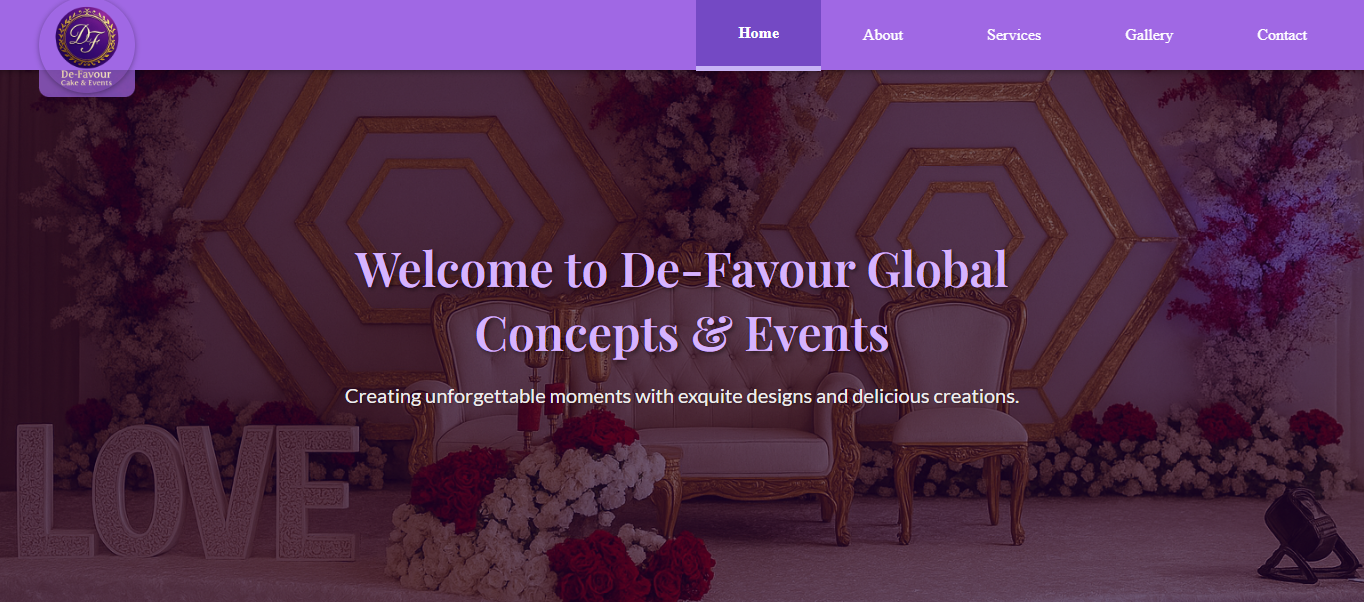 DF
De-Favour
Cake & Events
Home About Services Gallery Contact
Welcome to De-Favour Global
Concepts & Events
Creating unforgettable moments with exquite designs and delicious creations.
LOVE